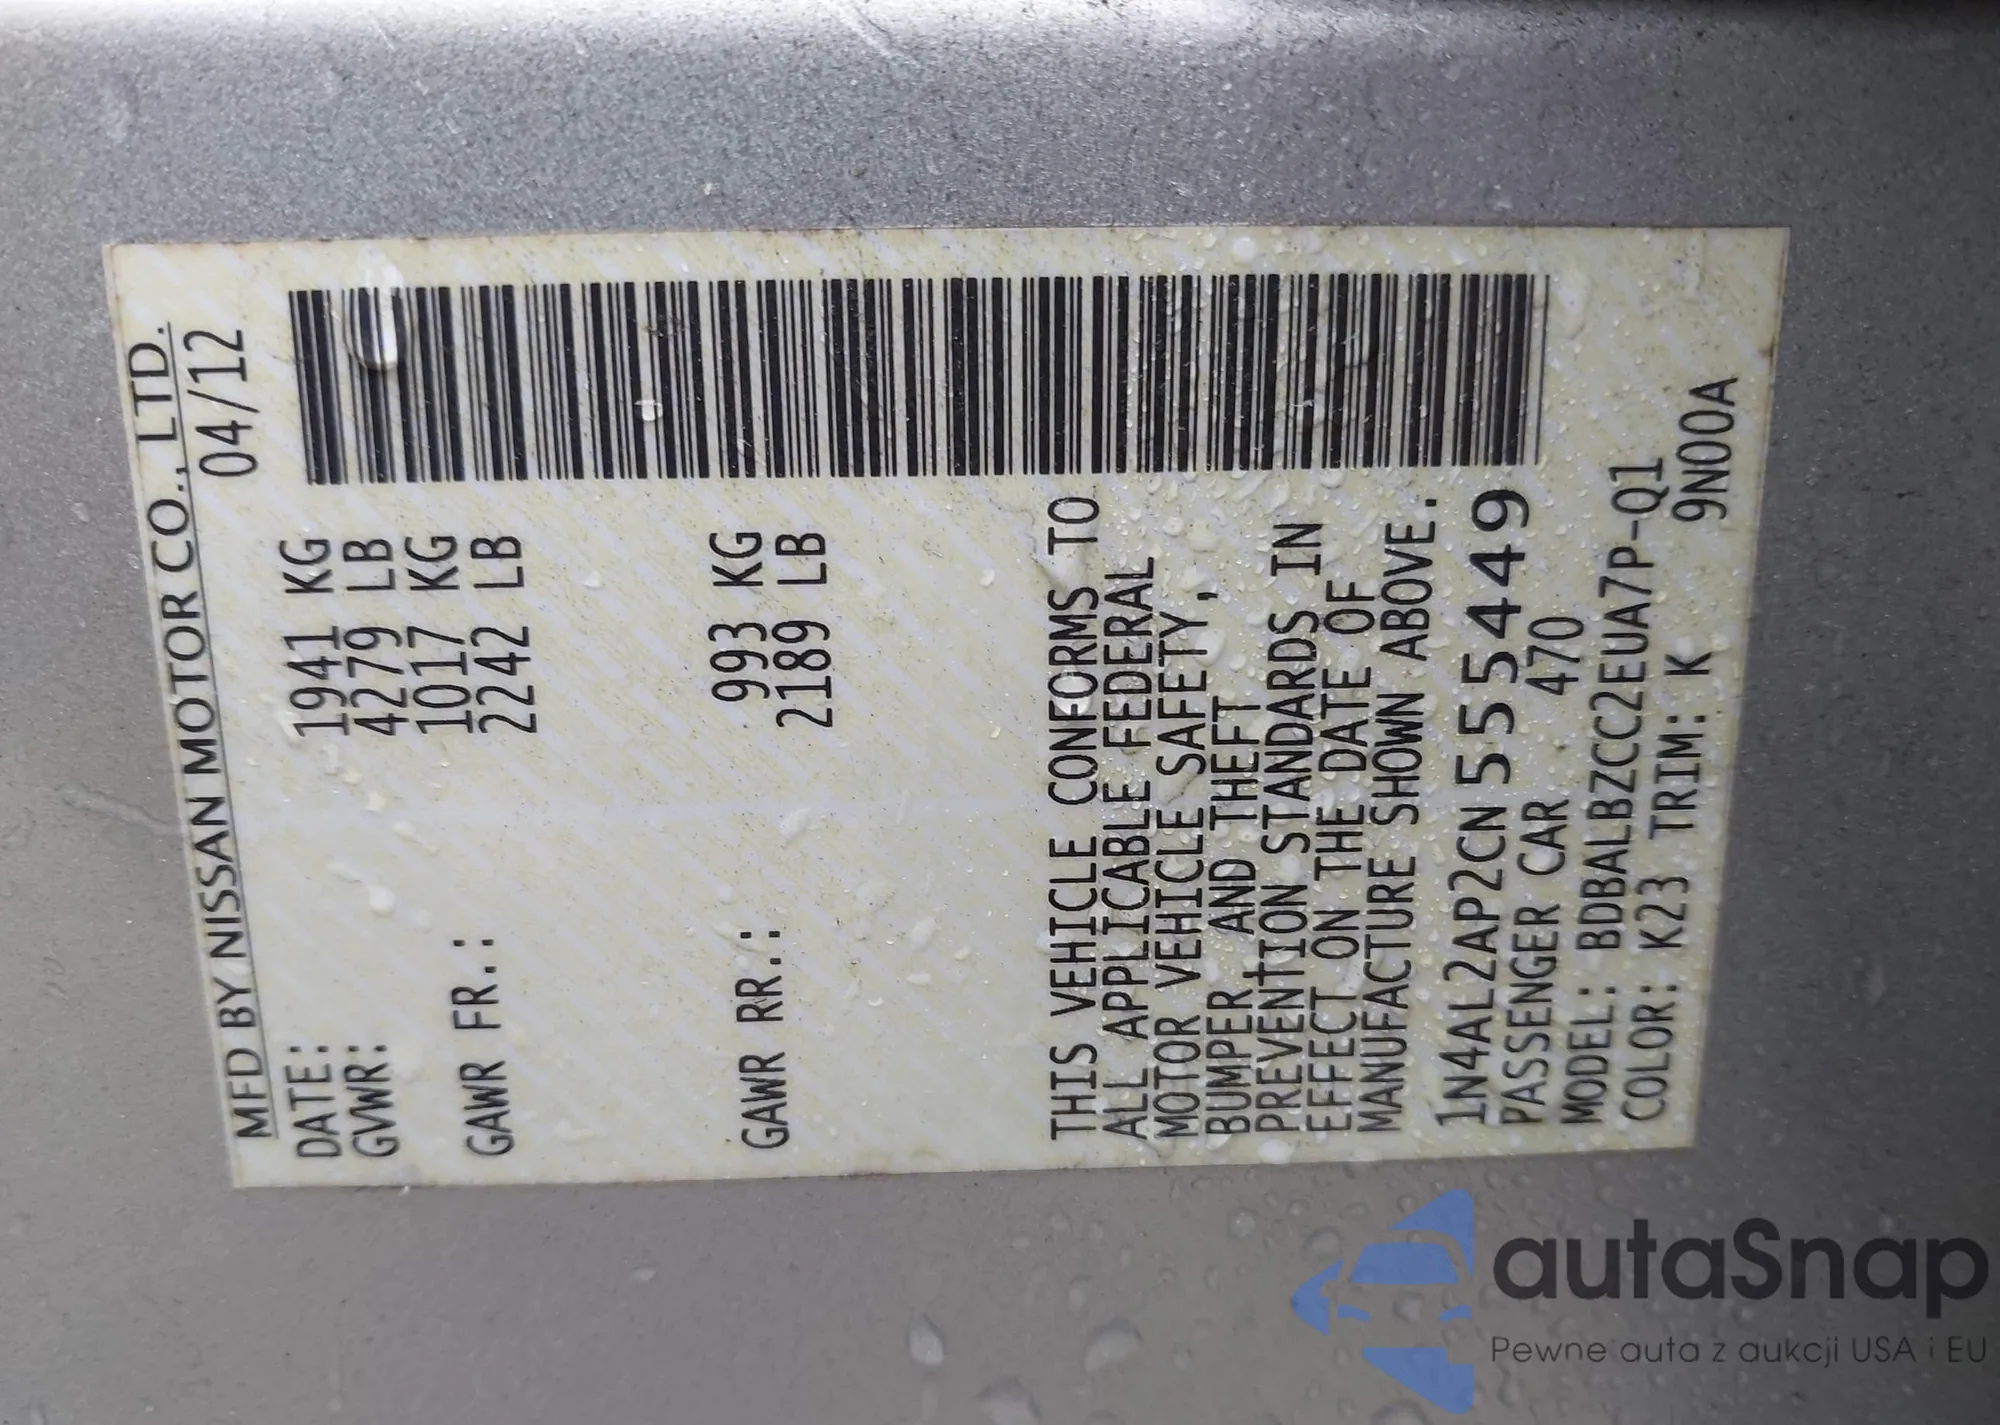 MFD BY NISSAN MOTOR CO., LTD.
DATE: 04/12
GVWR: 1941 KG
4279 LB
GAWR FR.: 1017 KG
2242 LB
GAWR RR.: 993 KG
2189 LB
THIS VEHICLE CONFORMS TO
ALL APPLICABLE FEDERAL
MOTOR VEHICLE SAFETY,
BUMPER AND THEFT
PREVENTION STANDARDS IN
EFFECT ON THE DATE OF
MANUFACTURE SHOWN ABOVE.
1N4AL2AP2CN555449
PASSENGER CAR 470
MODEL: BDBALBZCC2EUA7P-Q1
COLOR: K23 TRIM: K 9N00A
autaSnap
Pewne auta z aukcji USA i EU